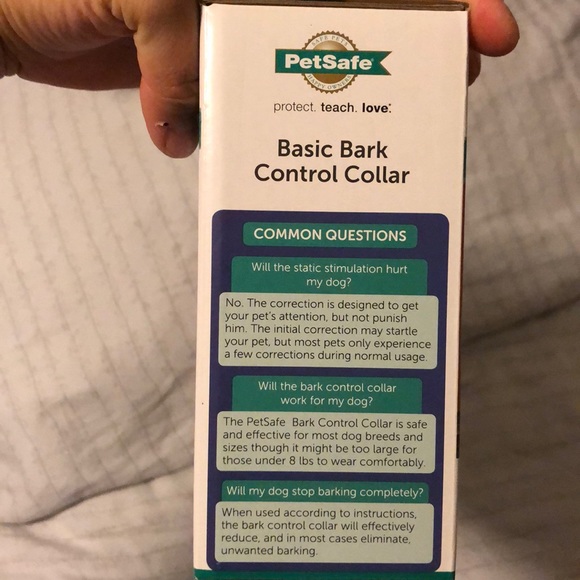 SAFE PETS
PetSafe®
HAPPY OWNERS
protect. teach. love.
Basic Bark
Control Collar
COMMON QUESTIONS
Will the static stimulation hurt
my dog?
No. The correction is designed to get
your pet's attention, but not punish
him. The initial correction may startle
your pet, but most pets only experience
a few corrections during normal usage.
Will the bark control collar
work for my dog?
The PetSafe Bark Control Collar is safe
and effective for most dog breeds and
sizes though it might be too large for
those under 8 lbs to wear comfortably.
Will my dog stop barking completely?
When used according to instructions,
the bark control collar will effectively
reduce, and in most cases eliminate,
unwanted barking.